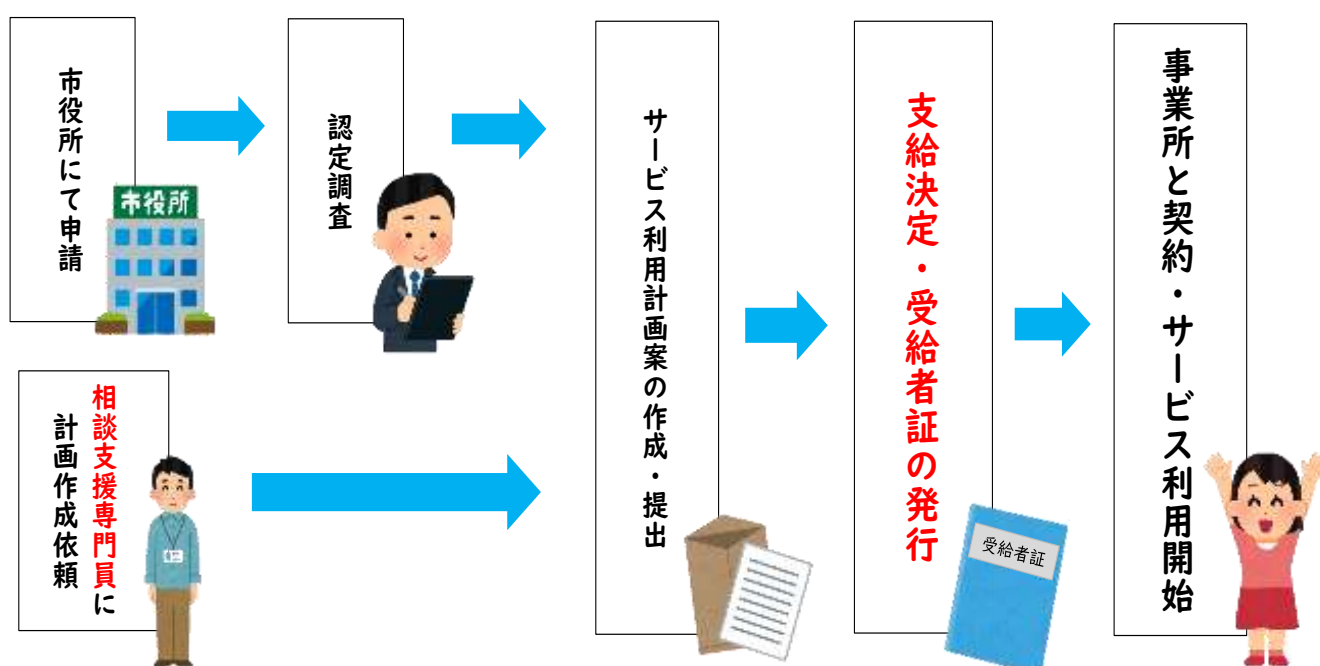 市役所にて申請
市役所
認定調査
相談支援専門員に
計画作成依頼
サービス利用計画案の作成・提出
支給決定・受給者証の発行
受給者証
事業所と契約・サービス利用開始